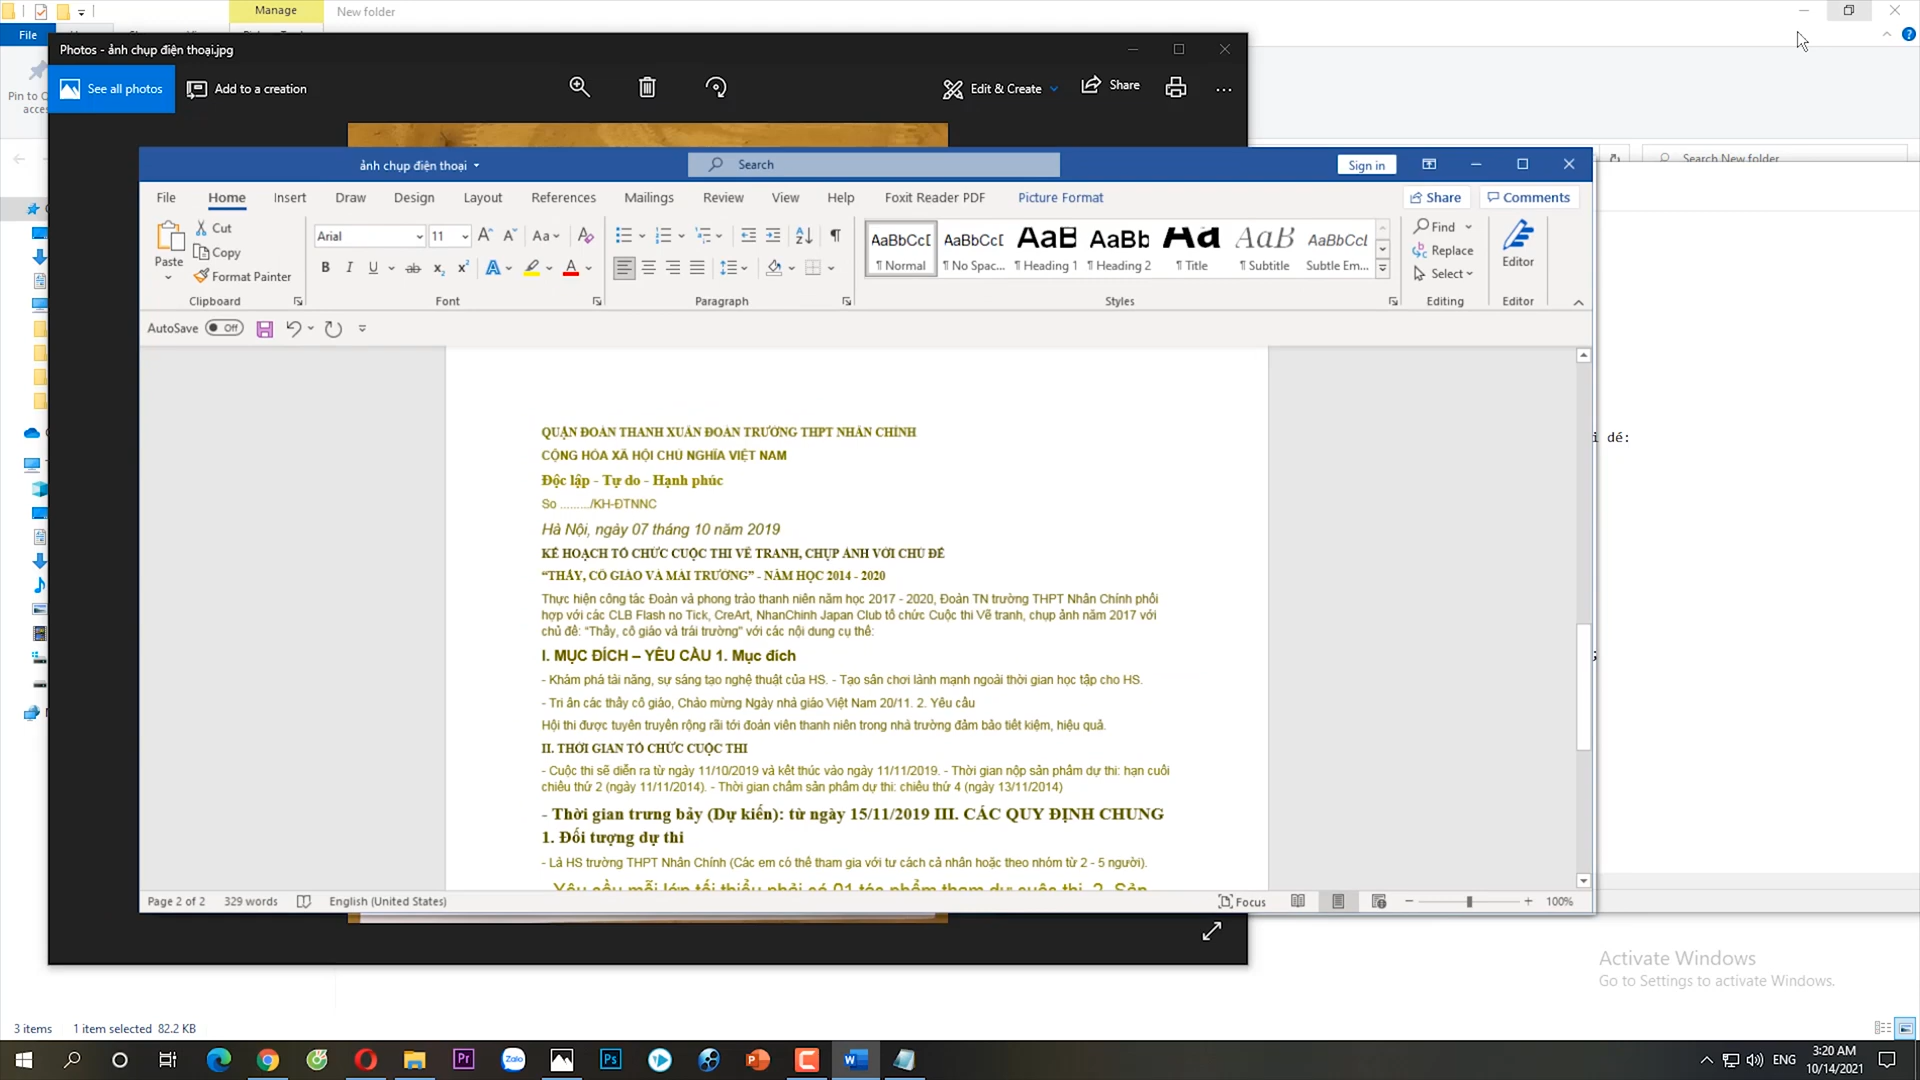 Manage
New folder
File
Photos - ảnh chụp điện thoại.jpg
See all photos
Add to a creation
Edit & Create
Share
Pin to Q
acce
Search New folder
ảnh chụp điện thoại
Search
Sign in
File Home Insert Draw Design Layout References Mailings Review View Help Foxit Reader PDF Picture Format
Share
Comments
Paste
Cut
Copy
Format Painter
Clipboard
Arial
11
Font
Paragraph
AaBbCcD AaBbCcD AaB AaBb Aa AaB AaBbCcL
Normal No Spac... Heading 1 Heading 2 Title Subtitle Subtle Em...
Styles
Find
Replace
Select
Editing
Editor
Editor
AutoSave Off
QUẬN ĐOÀN THANH XUÂN ĐOÀN TRƯỜNG THPT NHÂN CHÍNH
CỘNG HÒA XÃ HỘI CHỦ NGHĨA VIỆT NAM
Độc lập - Tự do - Hạnh phúc
So ........./KH-ĐTNNC
Hà Nội, ngày 07 tháng 10 năm 2019
KẾ HOẠCH TỔ CHỨC CUỘC THI VẼ TRANH, CHỤP ẢNH VỚI CHỦ ĐỀ
“THẦY, CÔ GIÁO VÀ MÁI TRƯỜNG” - NĂM HỌC 2014 - 2020
Thực hiện công tác Đoàn và phong trào thanh niên năm học 2017 - 2020, Đoàn TN trường THPT Nhân Chính phối
hợp với các CLB Flash no Tick, CreArt, NhanChinh Japan Club tổ chức Cuộc thi Vẽ tranh, chụp ảnh năm 2017 với
chủ đề: "Thầy, cô giáo và trái trường" với các nội dung cụ thể:
I. MỤC ĐÍCH – YÊU CẦU 1. Mục đích
- Khám phá tài năng, sự sáng tạo nghệ thuật của HS. - Tạo sân chơi lành mạnh ngoài thời gian học tập cho HS.
- Tri ân các thầy cô giáo, Chào mừng Ngày nhà giáo Việt Nam 20/11. 2. Yêu cầu
Hội thi được tuyên truyền rộng rãi tới đoàn viên thanh niên trong nhà trường đảm bảo tiết kiệm, hiệu quả.
II. THỜI GIAN TỔ CHỨC CUỘC THI
- Cuộc thi sẽ diễn ra từ ngày 11/10/2019 và kết thúc vào ngày 11/11/2019. - Thời gian nộp sản phẩm dự thi: hạn cuối
chiều thứ 2 (ngày 11/11/2014). - Thời gian chấm sản phẩm dự thi: chiều thứ 4 (ngày 13/11/2014)
- Thời gian trưng bày (Dự kiến): từ ngày 15/11/2019 III. CÁC QUY ĐỊNH CHUNG
1. Đối tượng dự thi
- Là HS trường THPT Nhân Chính (Các em có thể tham gia với tư cách cá nhân hoặc theo nhóm từ 2 - 5 người).
Yêu cầu mỗi lớp tối thiểu phải có 01 tác phẩm tham dự cuộc thi. 2. Sản
i dé:
;
Page 2 of 2 329 words English (United States)
Focus
100%
Activate Windows
Go to Settings to activate Windows.
3 items 1 item selected 82.2 KB
Pr
Zalo
Ps
ENG
3:20 AM
10/14/2021